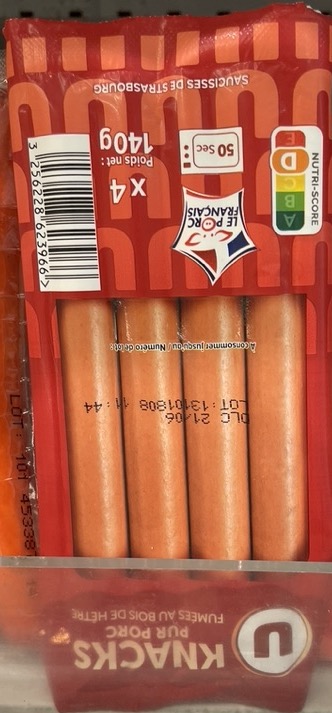 U
KNACKS
PUR PORC
FUMÉES AU BOIS DE HÊTRE
DLC 21/06
LOT : 13101808 11 : 44
À consommer jusqu'au / Numéro de lot :
NUTRI-SCORE
A
B
C
D
E
LE PORC
FRANÇAIS
50 Sec
x 4
Poids net :
140g
3 256228 623966 >
SAUCISSES DE STRASBOURG
LOT : 101 45338